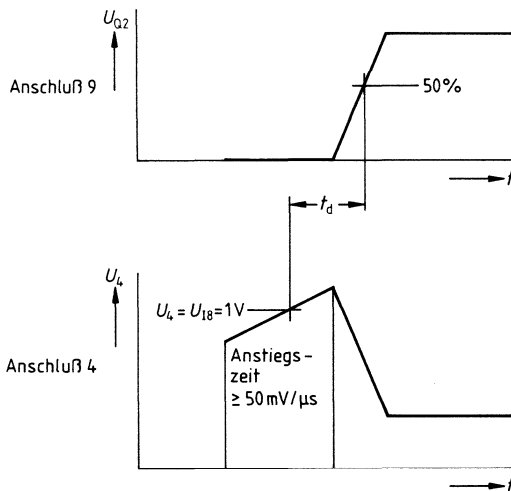 U_Q2
Anschluß 9
50%
t
t_d
U_4
U_4 = U_I8 = 1V
Anschluß 4
Anstiegs-
zeit
≥ 50 mV/μs
t